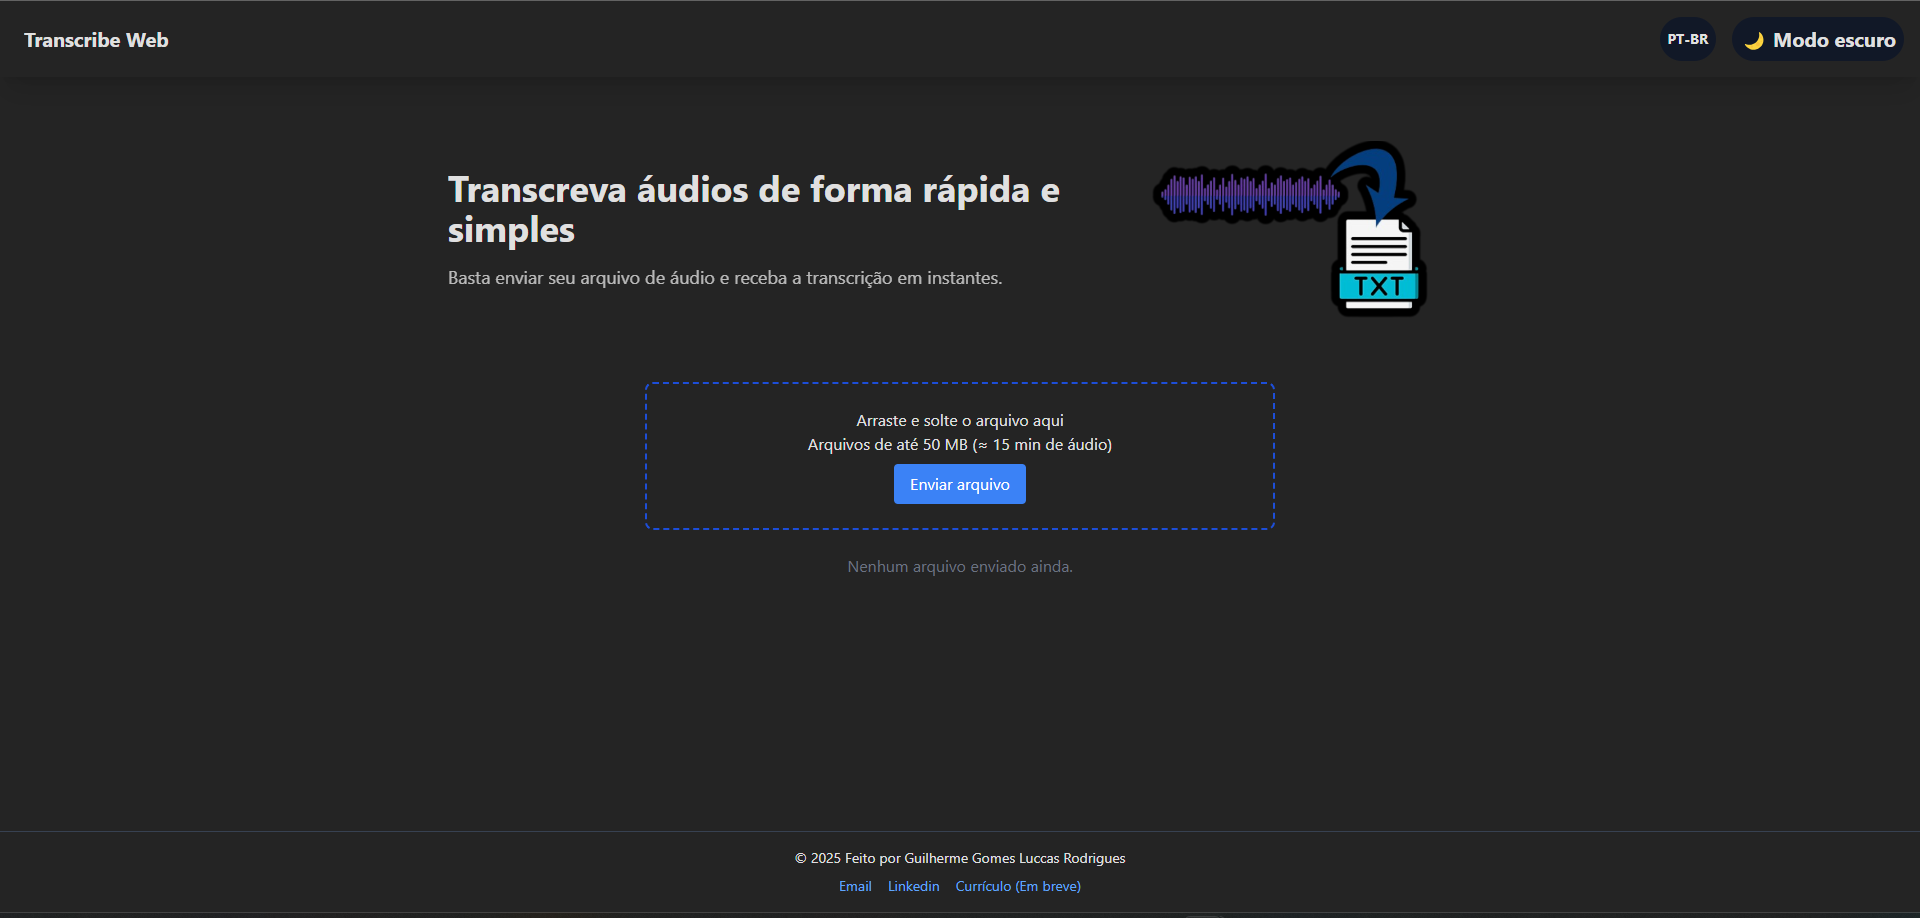 Transcribe Web
PT-BR
Modo escuro
Transcreva áudios de forma rápida e
simples
Basta enviar seu arquivo de áudio e receba a transcrição em instantes.
TXT
Arraste e solte o arquivo aqui
Arquivos de até 50 MB (≈ 15 min de áudio)
Enviar arquivo
Nenhum arquivo enviado ainda.
© 2025 Feito por Guilherme Gomes Luccas Rodrigues
Email Linkedin Currículo (Em breve)